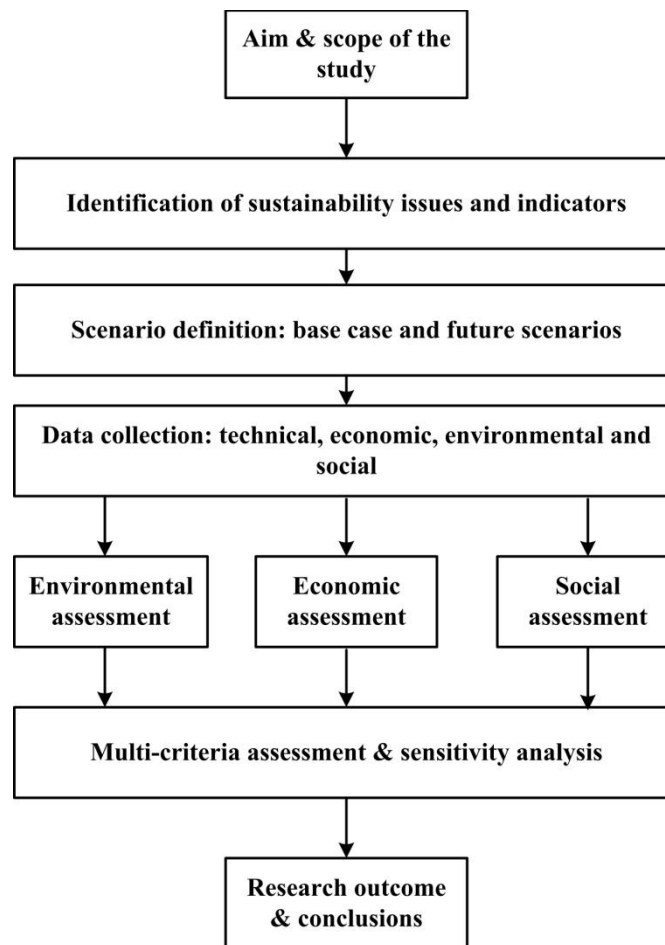 Aim & scope of the
study
Identification of sustainability issues and indicators
Scenario definition: base case and future scenarios
Data collection: technical, economic, environmental and
social
Environmental
assessment
Economic
assessment
Social
assessment
Multi-criteria assessment & sensitivity analysis
Research outcome
& conclusions